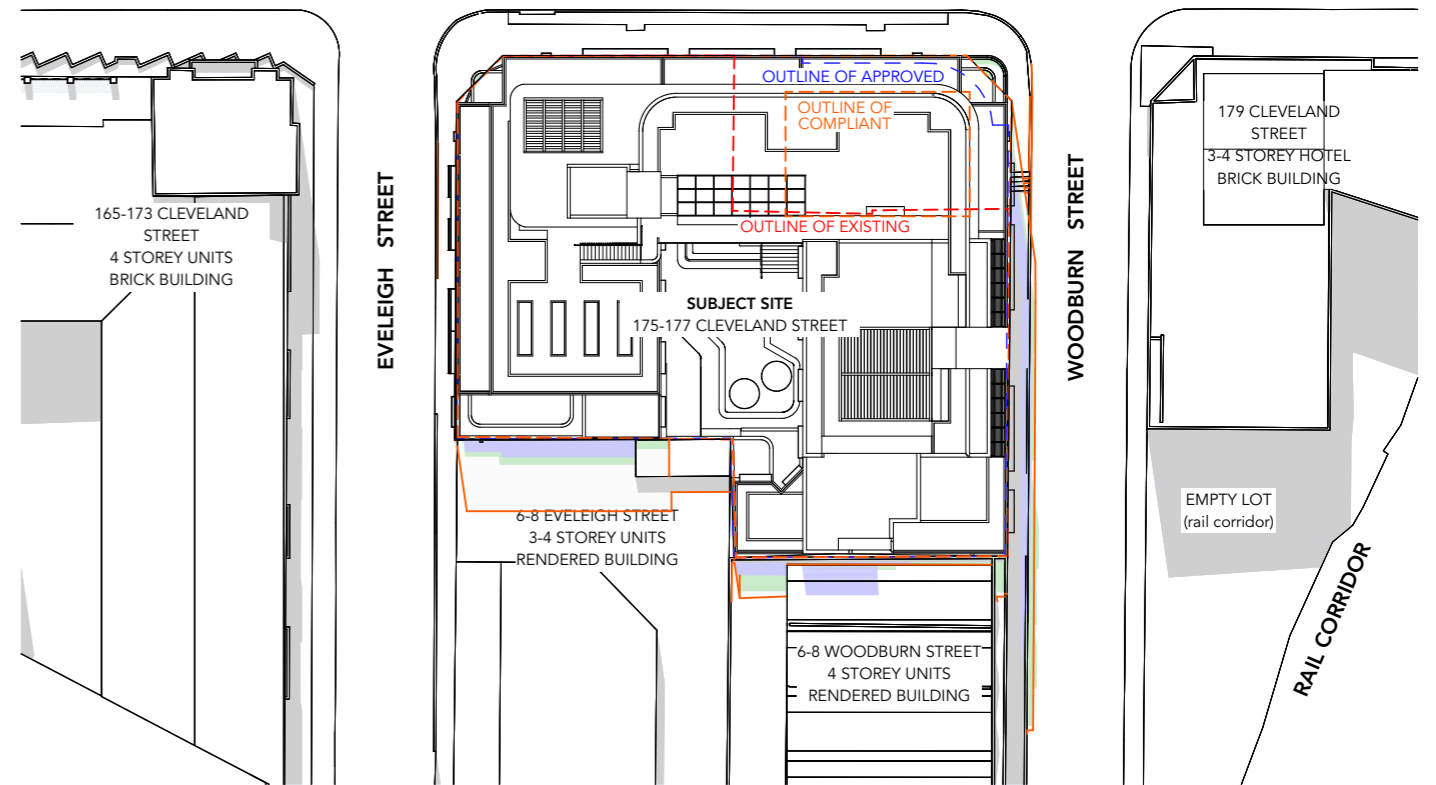 OUTLINE OF APPROVED
OUTLINE OF
COMPLIANT
OUTLINE OF EXISTING
165-173 CLEVELAND
STREET
4 STOREY UNITS
BRICK BUILDING
EVELEIGH STREET
SUBJECT SITE
175-177 CLEVELAND STREET
WOODBURN STREET
179 CLEVELAND
STREET
3-4 STOREY HOTEL
BRICK BUILDING
6-8 EVELEIGH STREET
3-4 STOREY UNITS
RENDERED BUILDING
EMPTY LOT
(rail corridor)
RAIL CORRIDOR
6-8 WOODBURN STREET
4 STOREY UNITS
RENDERED BUILDING